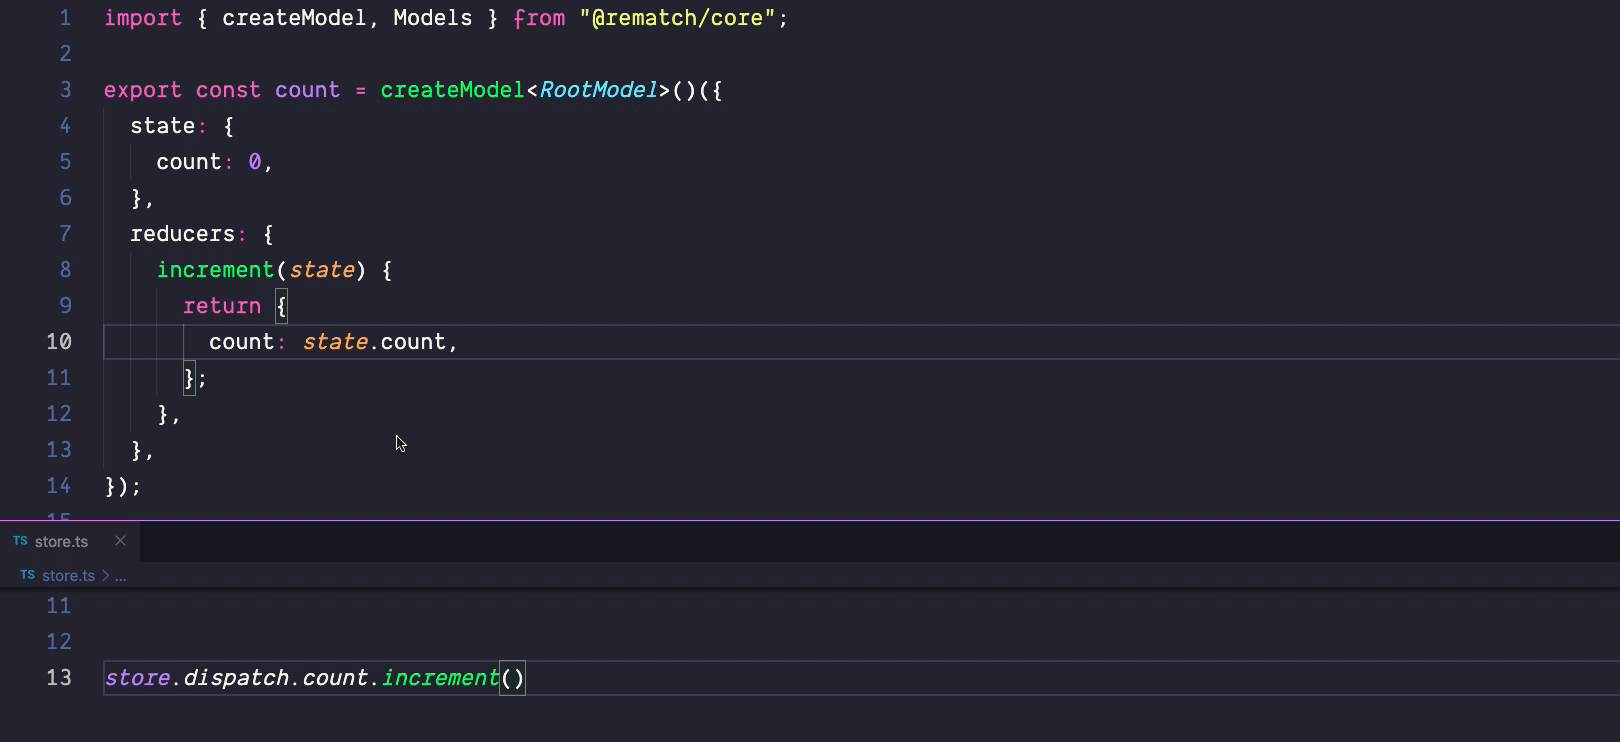 1 import { createModel, Models } from "@rematch/core";
2
3 export const count = createModel<RootModel>()({
4 state: {
5 count: 0,
6 },
7 reducers: {
8 increment(state) {
9 return {
10 count: state.count,
11 };
12 },
13 },
14 });
15
TS store.ts ×
TS store.ts > ...
11
12
13 store.dispatch.count.increment()